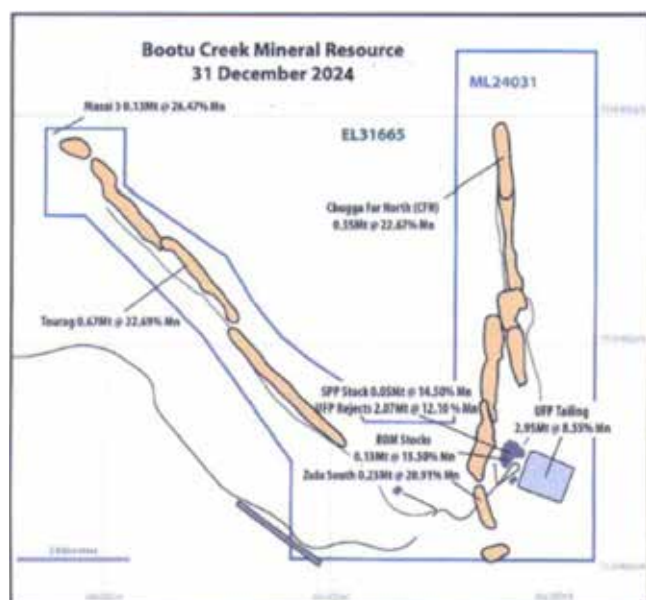 Bootu Creek Mineral Resource
31 December 2024
ML24031
Masai 3 0.13Mt @ 26.47% Mn
EL31665
Chugga Far North (CFN)
0.35Mt @ 22.67% Mn
Tourag 0.67Mt @ 22.69% Mn
SPP Stock 0.05Mt @ 14.50% Mn
UFP Rejects 2.07Mt @ 12.10 % Mn
UFP Tailing
2.95Mt @ 8.55% Mn
ROM Stocks
0.13Mt @ 15.50% Mn
Zulu South 0.23Mt @ 20.91% Mn